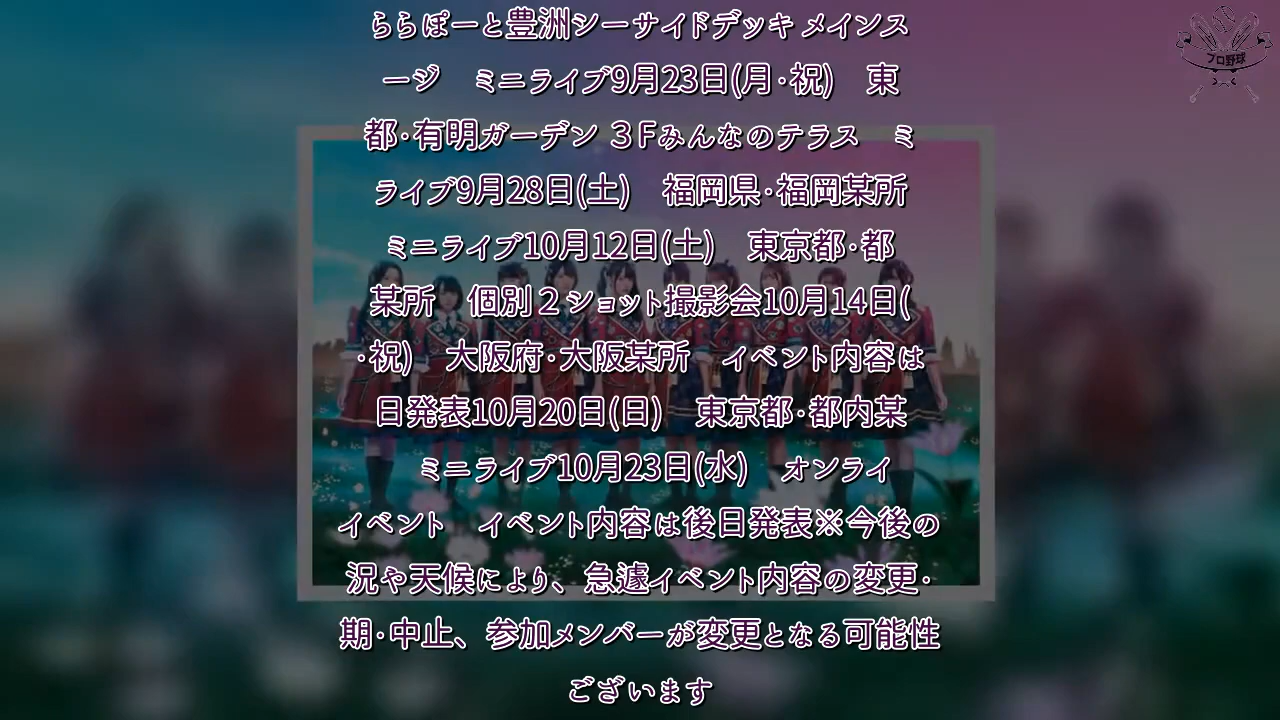 ららぽーと豊洲シーサイドデッキ メインス
ージ　ミニライブ9月23日(月·祝)　東
都·有明ガーデン ３Fみんなのテラス　ミ
ライブ9月28日(土)　福岡県·福岡某所
ミニライブ10月12日(土)　東京都·都
某所　個別２ショット撮影会10月14日(
·祝)　大阪府·大阪某所　イベント内容は
日発表10月20日(日)　東京都·都内某
ミニライブ10月23日(水)　オンライ
イベント　イベント内容は後日発表※今後の
況や天候により、急遽イベント内容の変更·
期·中止、参加メンバーが変更となる可能性
ございます
プロ野球